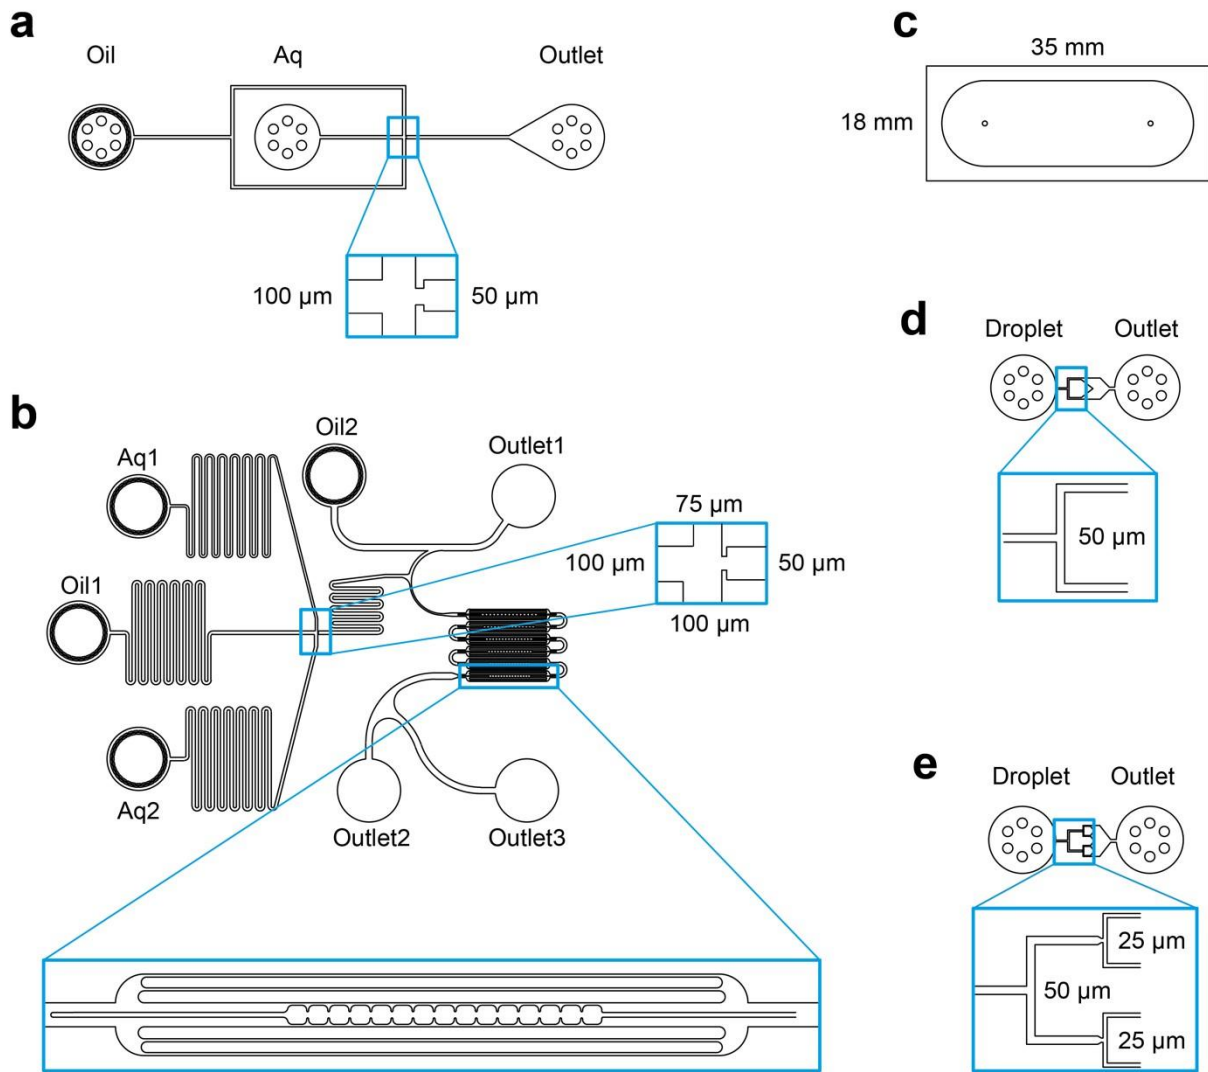 a
Oil
Aq
Outlet
100 µm
50 µm
c
35 mm
18 mm
d
Droplet
Outlet
50 µm
b
Aq1
Oil2
Outlet1
Oil1
75 µm
100 µm
50 µm
100 µm
Aq2
Outlet2
Outlet3
e
Droplet
Outlet
25 µm
50 µm
25 µm